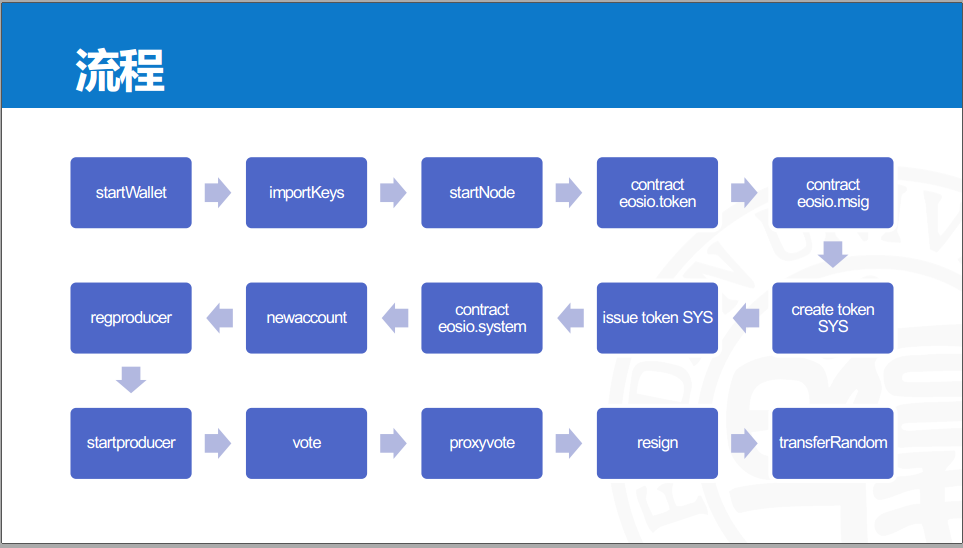 流程
startWallet
importKeys
startNode
contract
eosio.token
contract
eosio.msig
create token
SYS
issue token SYS
contract
eosio.system
newaccount
regproducer
startproducer
vote
proxyvote
resign
transferRandom